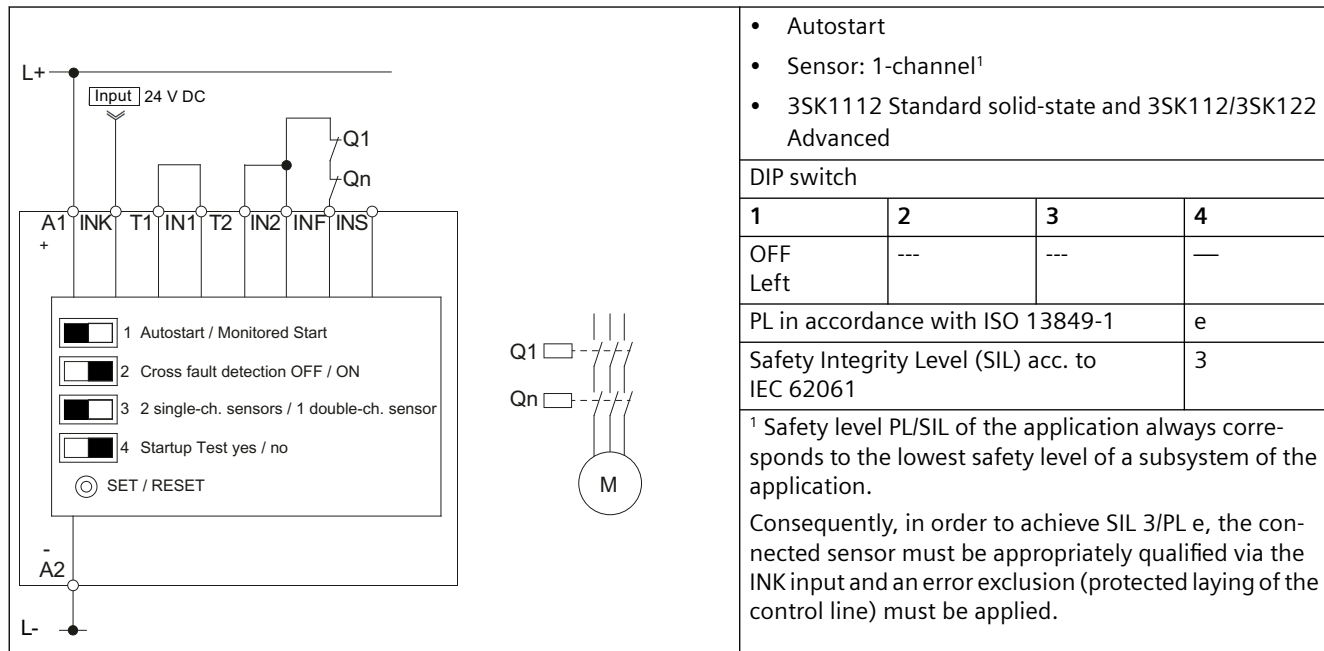 L+
Input 24 V DC
Q1
Qn
A1 INK T1 IN1 T2 IN2 INF INS
+
1 Autostart / Monitored Start
2 Cross fault detection OFF / ON
3 2 single-ch. sensors / 1 double-ch. sensor
4 Startup Test yes / no
SET / RESET
-
A2
L-
Q1
Qn
M
• Autostart
• Sensor: 1-channel¹
• 3SK1112 Standard solid-state and 3SK112/3SK122
Advanced
DIP switch
1 2 3 4
OFF --- --- —
Left
PL in accordance with ISO 13849-1 e
Safety Integrity Level (SIL) acc. to 3
IEC 62061
¹ Safety level PL/SIL of the application always corre-
sponds to the lowest safety level of a subsystem of the
application.
Consequently, in order to achieve SIL 3/PL e, the con-
nected sensor must be appropriately qualified via the
INK input and an error exclusion (protected laying of the
control line) must be applied.